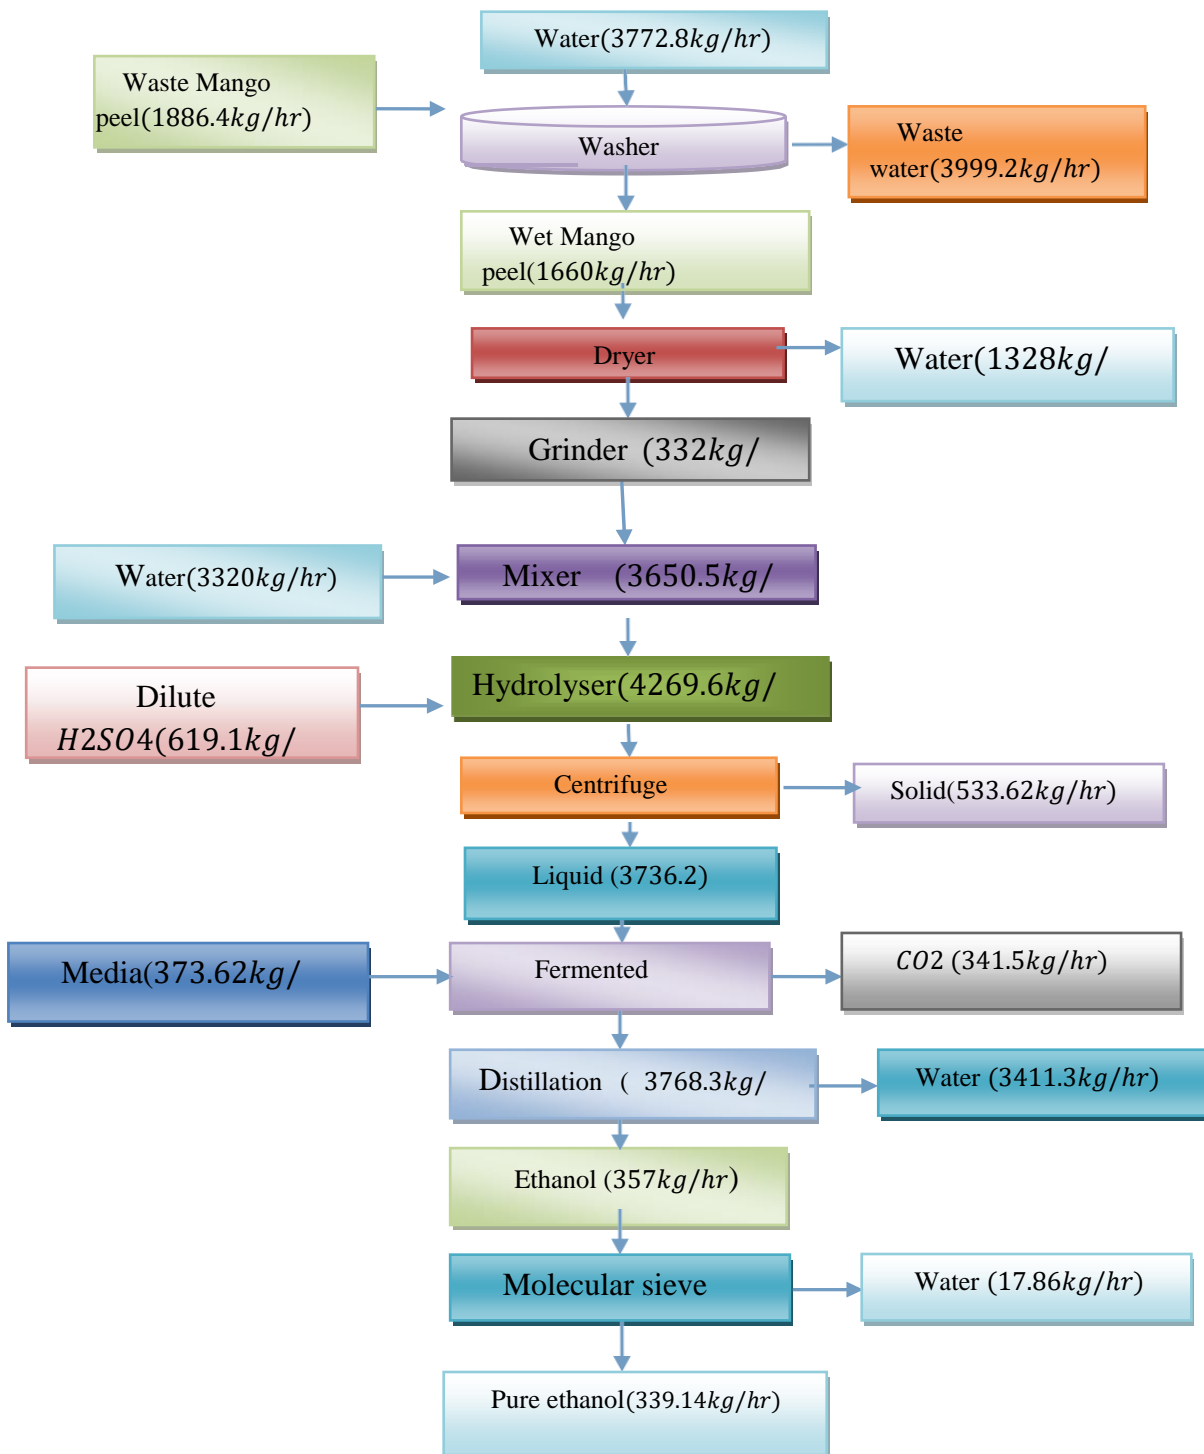 Water(3772.8kg/hr)
Waste Mango
peel(1886.4kg/hr)
Washer
Waste
water(3999.2kg/hr)
Wet Mango
peel(1660kg/hr)
Dryer
Water(1328kg/
Grinder (332kg/
Water(3320kg/hr)
Mixer (3650.5kg/
Dilute
H2SO4(619.1kg/
Hydrolyser(4269.6kg/
Centrifuge
Solid(533.62kg/hr)
Liquid (3736.2)
Media(373.62kg/
Fermented
CO2 (341.5kg/hr)
Distillation ( 3768.3kg/
Water (3411.3kg/hr)
Ethanol (357kg/hr)
Molecular sieve
Water (17.86kg/hr)
Pure ethanol(339.14kg/hr)